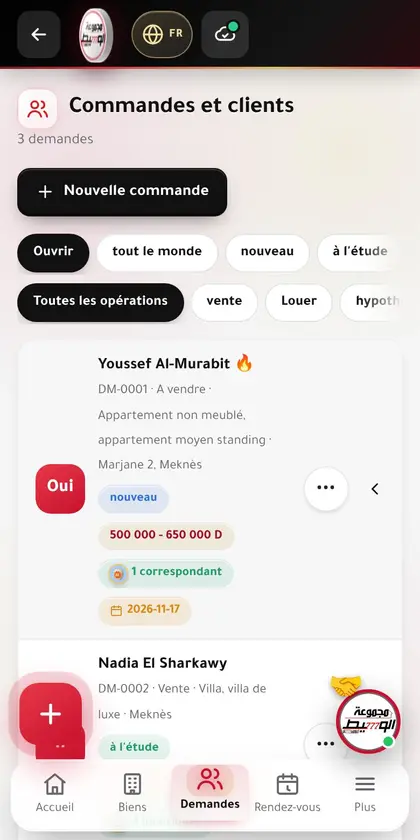 FR
Commandes et clients
3 demandes
+ Nouvelle commande
Ouvrir
tout le monde
nouveau
à l'étude
Toutes les opérations
vente
Louer
hypoth
Youssef Al-Murabit 🔥
DM-0001 · A vendre ·
Appartement non meublé,
appartement moyen standing ·
Marjane 2, Meknès
Oui
nouveau
500 000 - 650 000 D
1 correspondant
2026-11-17
Nadia El Sharkawy
DM-0002 · Vente · Villa, villa de
luxe · Meknès
à l'étude
مجموعة
الوسيط
Accueil
Biens
Demandes
Rendez-vous
Plus